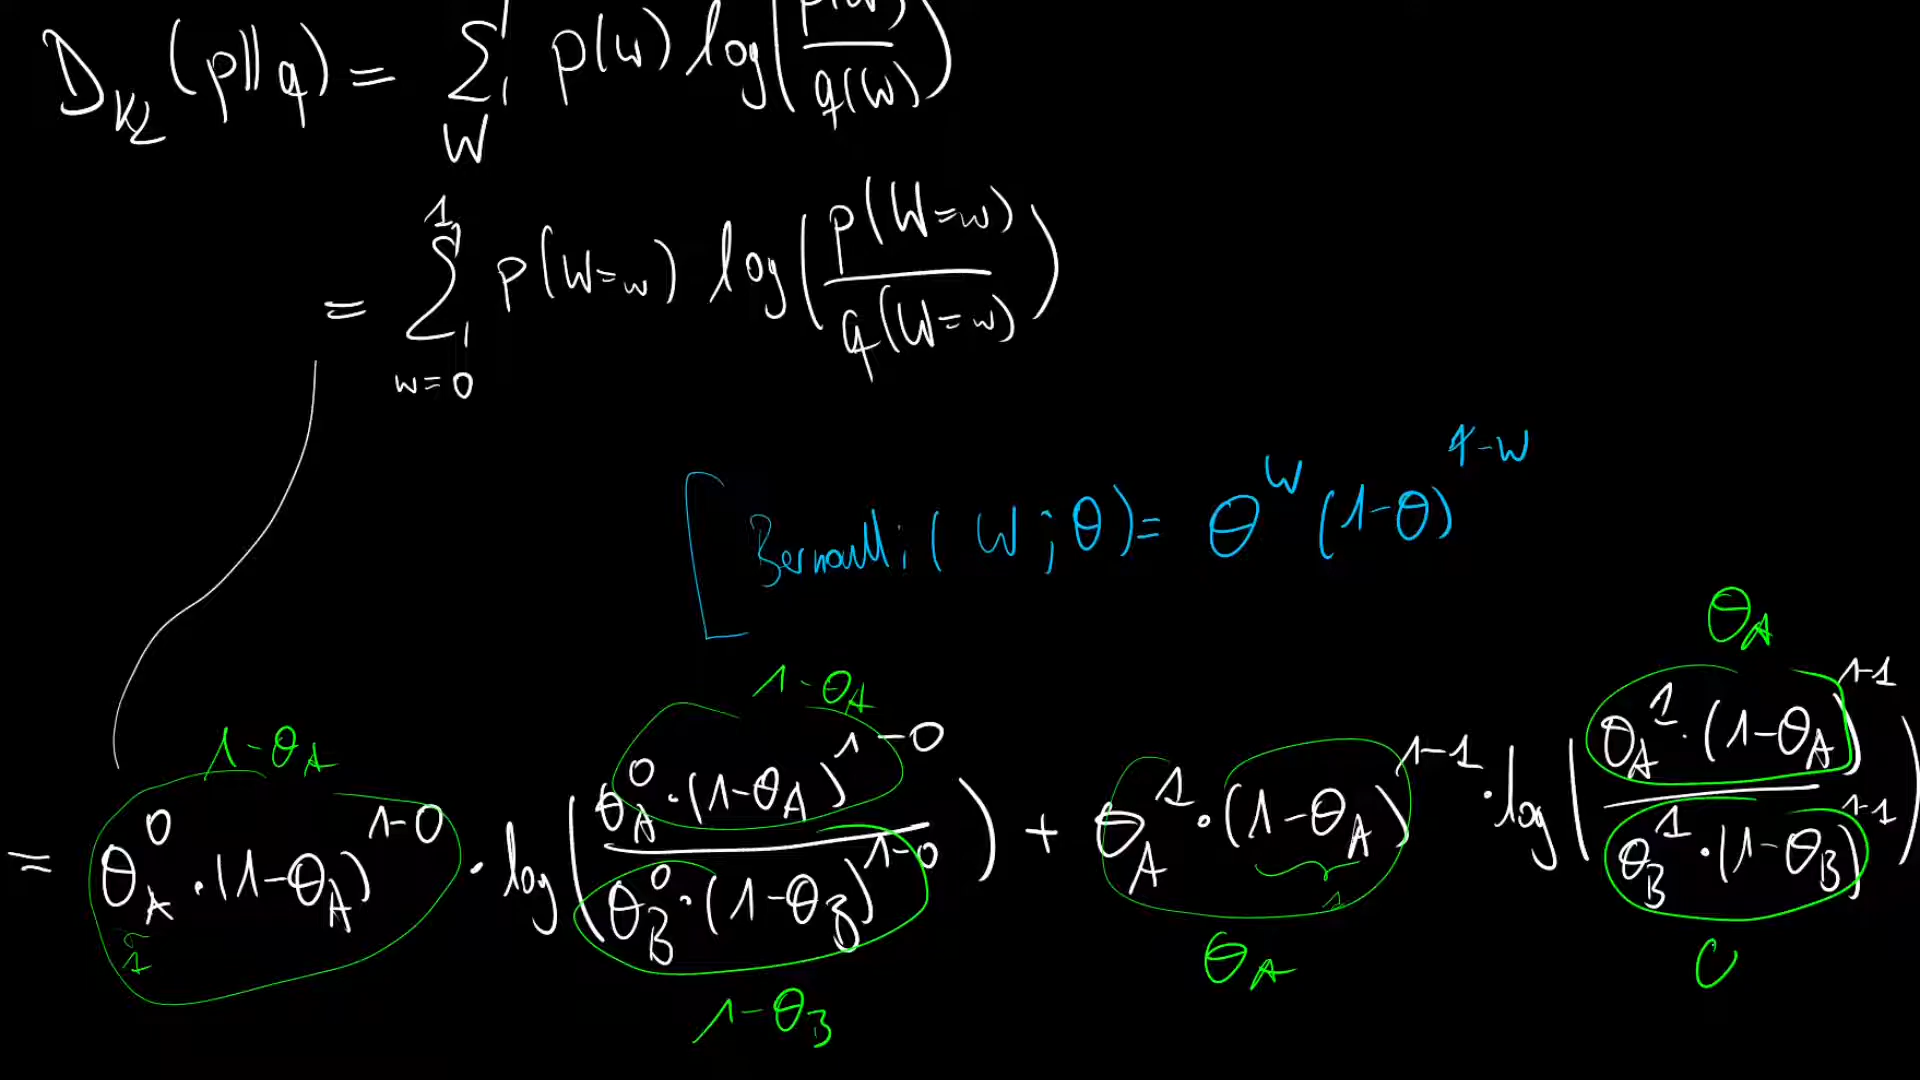 D_KL (p||q) = Σ_W p(W) log(p(W)/q(W))
= Σ_{w=0}^{1} p(W=w) log(p(W=w)/q(W=w))
[Bernoulli(W;θ)= θ^W (1-θ)^{1-W}
θ_A
1-θ_A
1-θ_A
= θ_A^0·(1-θ_A)^{1-0} · log(θ_A^0·(1-θ_A)^{1-0}/θ_B^0·(1-θ_B)^{1-0}) + θ_A^1·(1-θ_A)^{1-1}·log(θ_A^1·(1-θ_A)^{1-1}/θ_B^1·(1-θ_B)^{1-1})
1
1
θ_A
1-θ_B